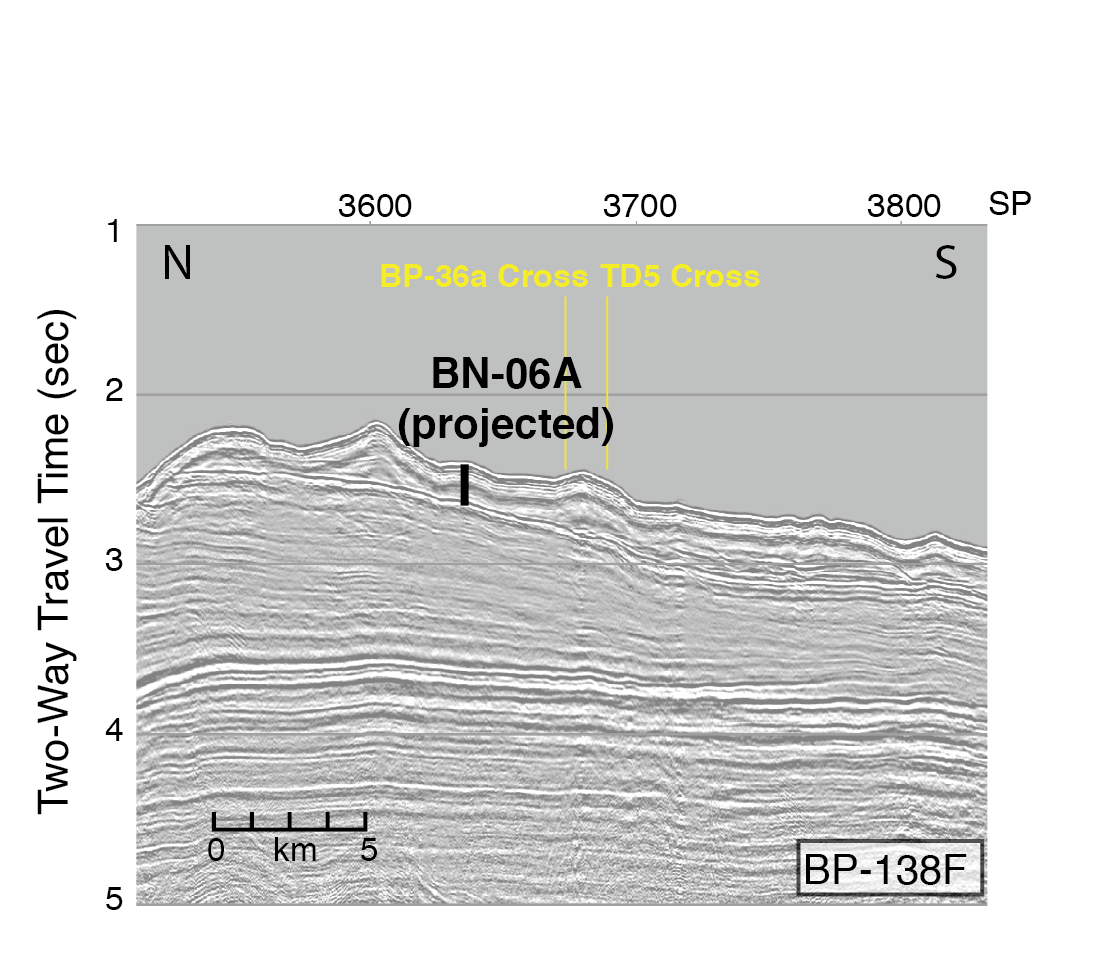 3600 3700 3800 SP
1
N S
BP-36a Cross TD5 Cross
BN-06A
2
(projected)
Two-Way Travel Time (sec)
3
4
0 km 5
BP-138F
5